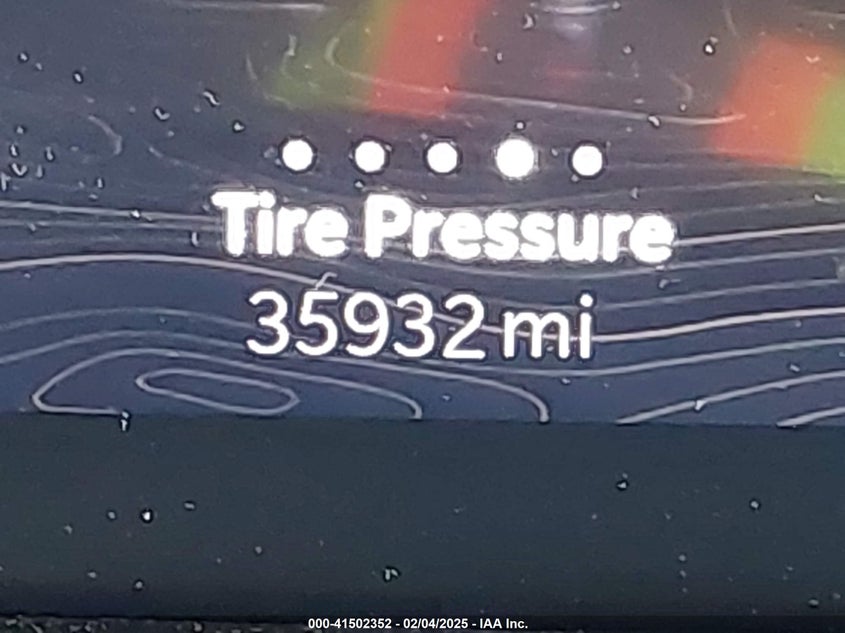 Tire Pressure
35932 mi
000-41502352 - 02/04/2025 - IAA Inc.